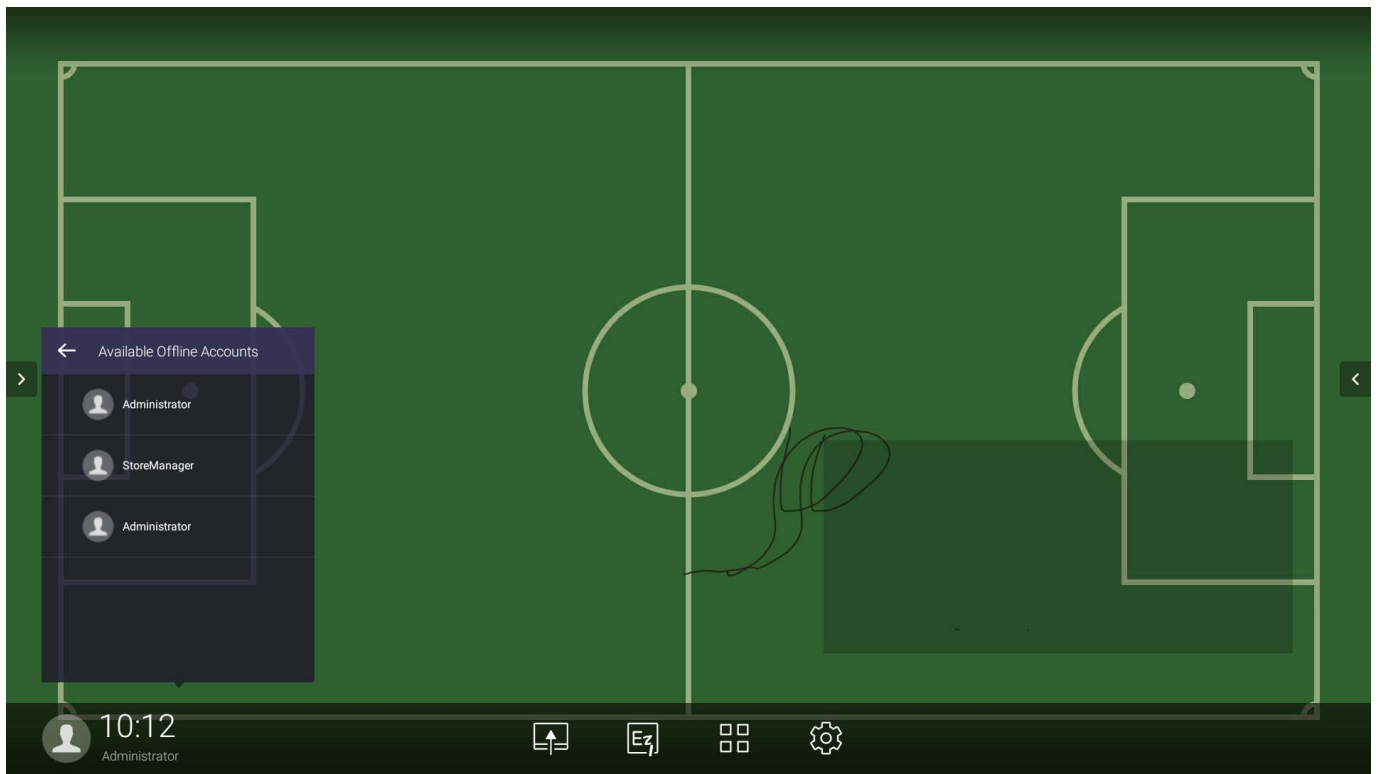 Available Offline Accounts
Administrator
StoreManager
Administrator
10:12
Administrator